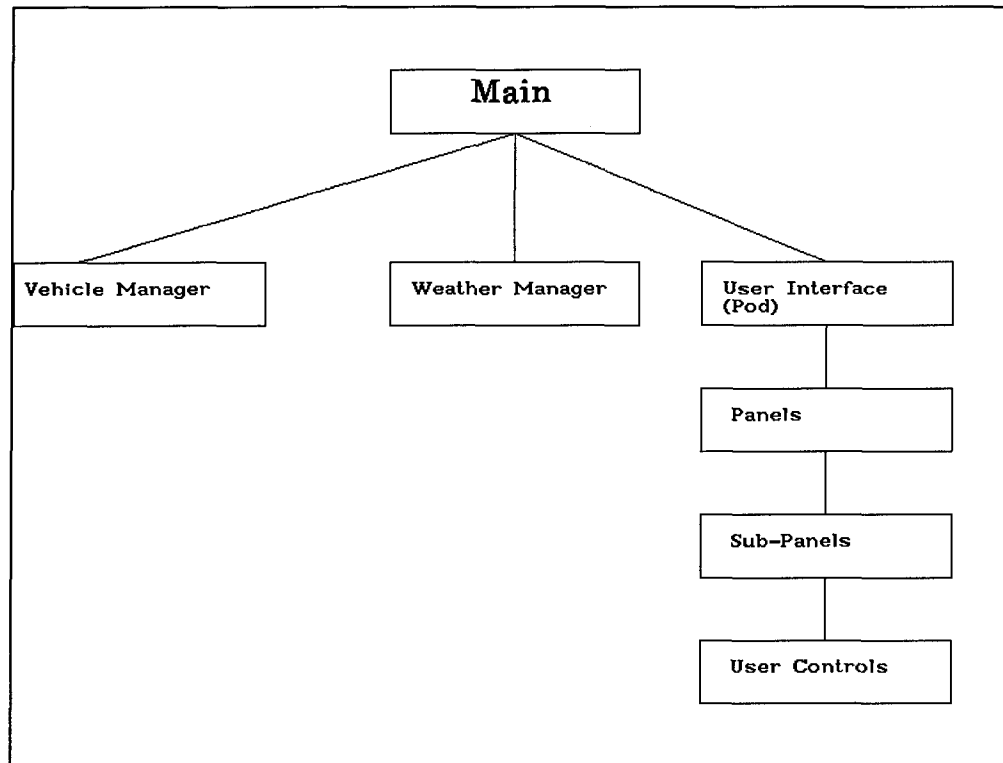 Main
Vehicle Manager
Weather Manager
User Interface
(Pod)
Panels
Sub-Panels
User Controls